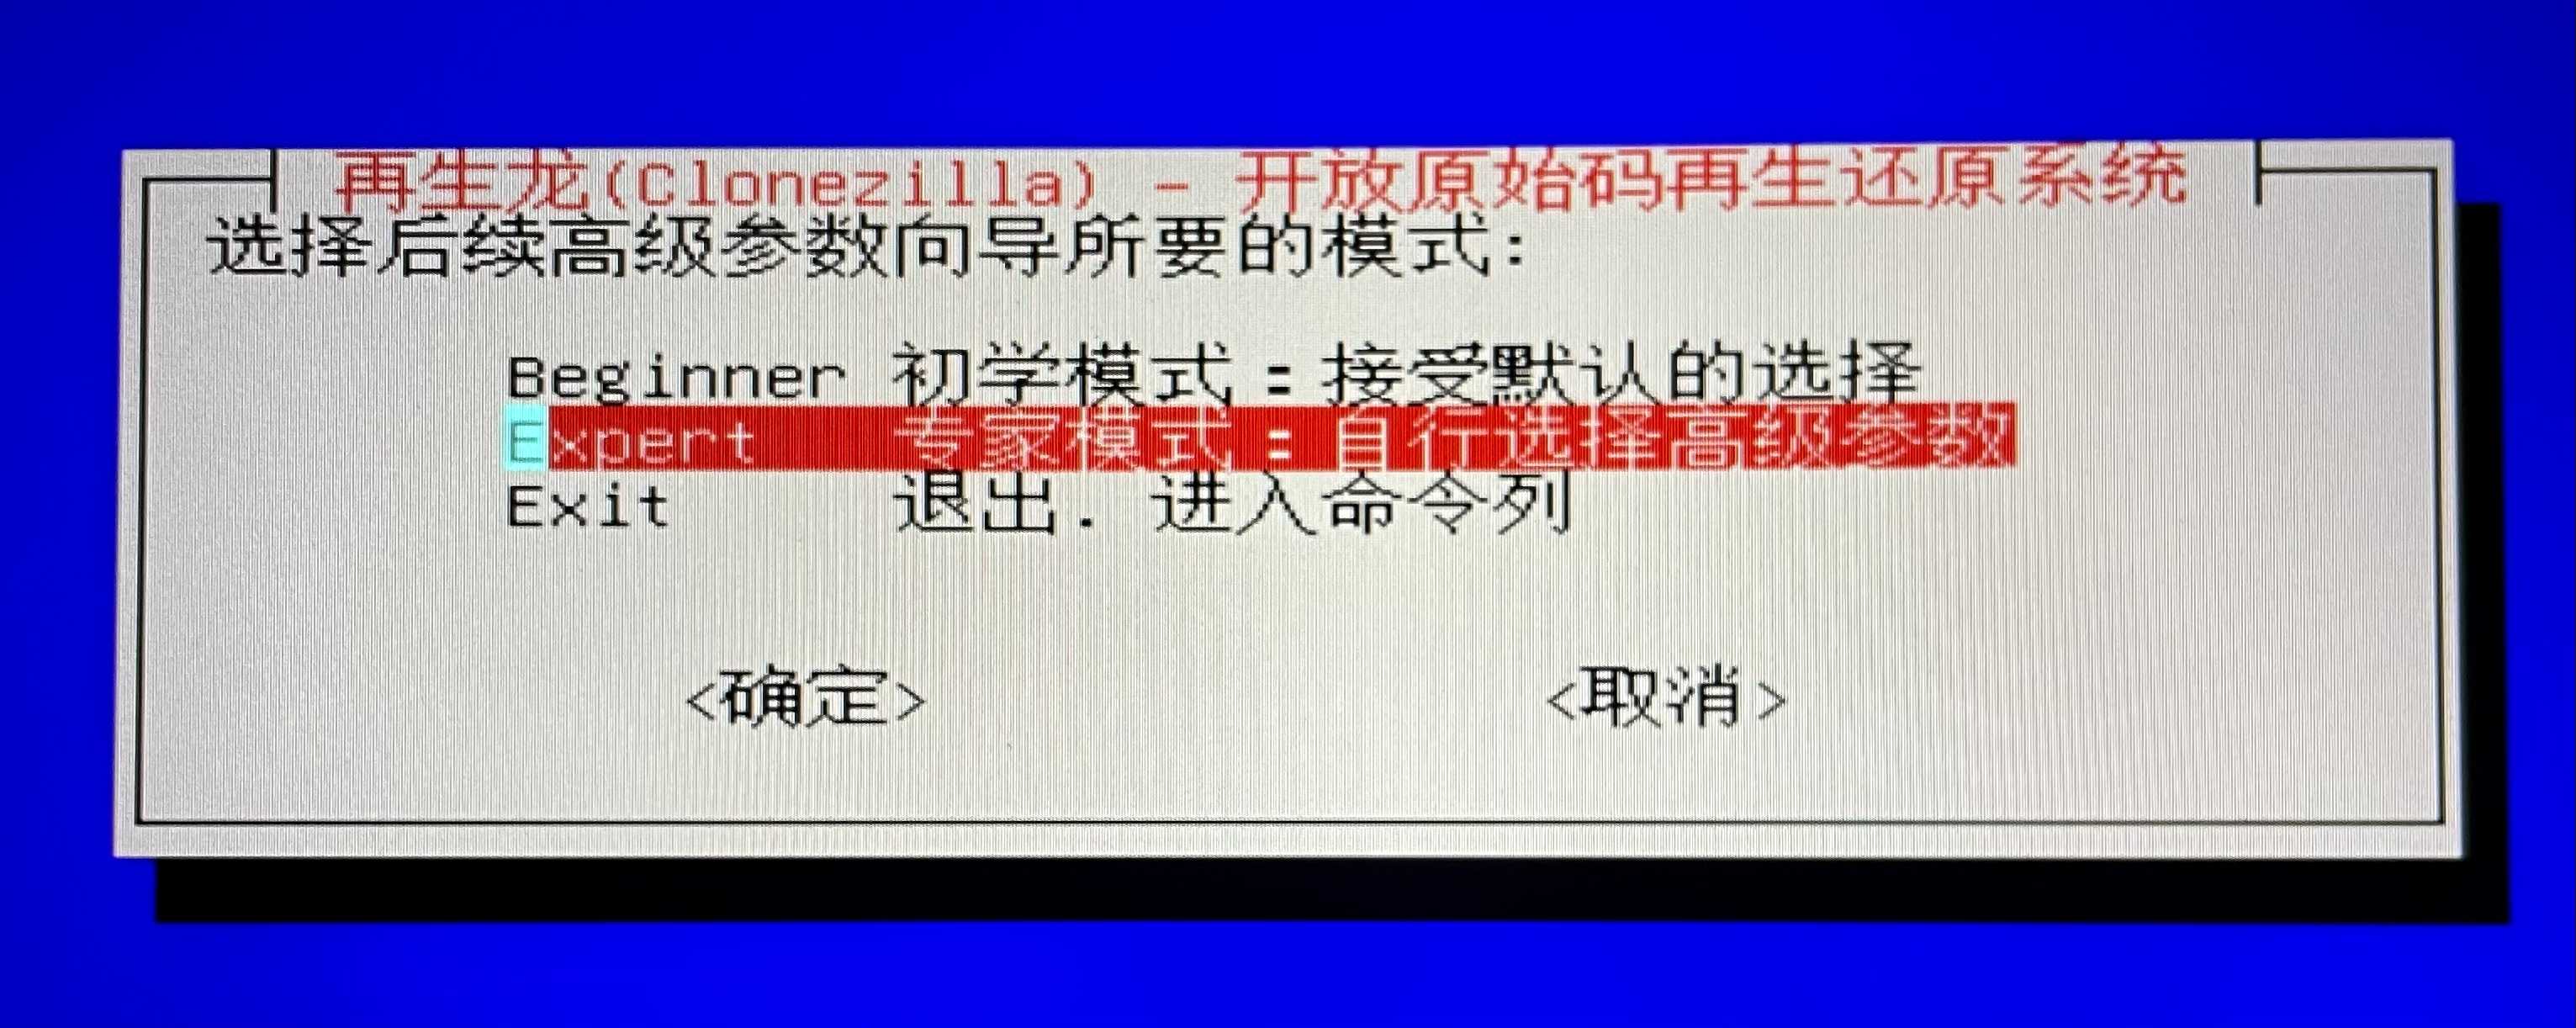 再生龙(Clonezilla) - 开放原始码再生还原系统
选择后续高级参数向导所要的模式:
Beginner 初学模式：接受默认的选择
Expert 专家模式：自行选择高级参数
Exit 退出. 进入命令列
<确定> <取消>